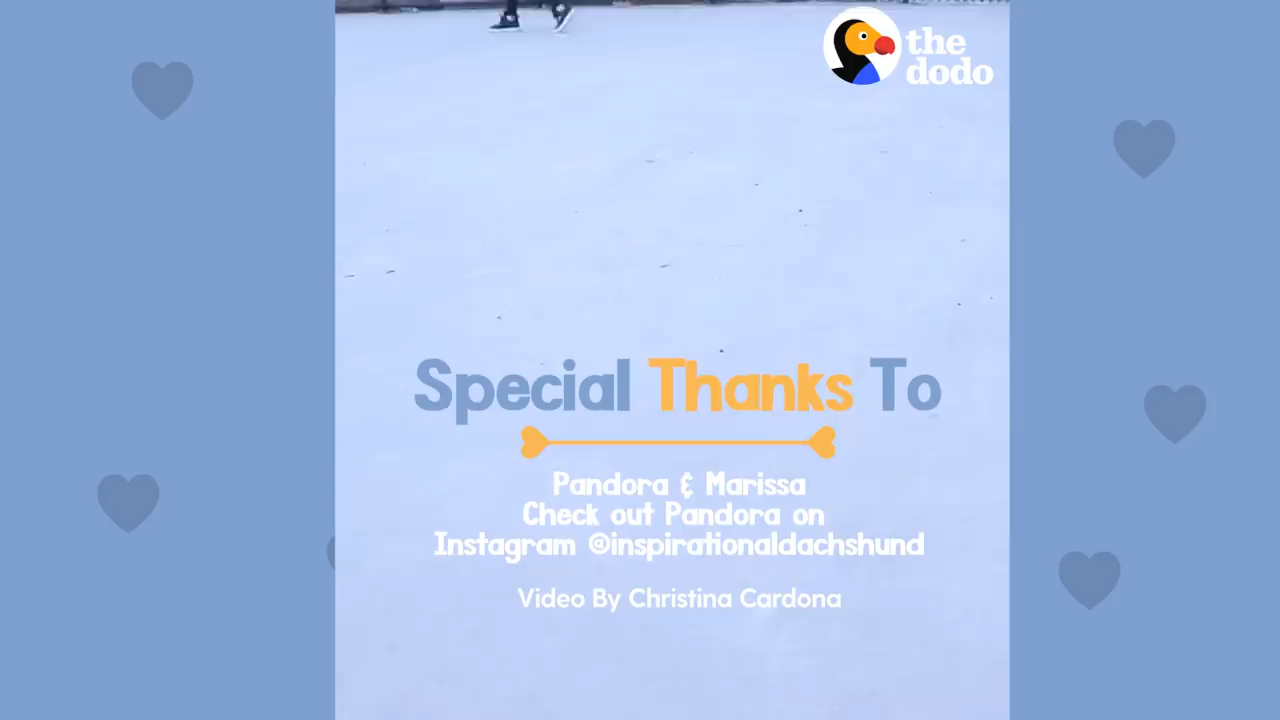 the
dodo
Special Thanks To
Pandora & Marissa
Check out Pandora on
Instagram @inspirationaldachshund
Video By Christina Cardona